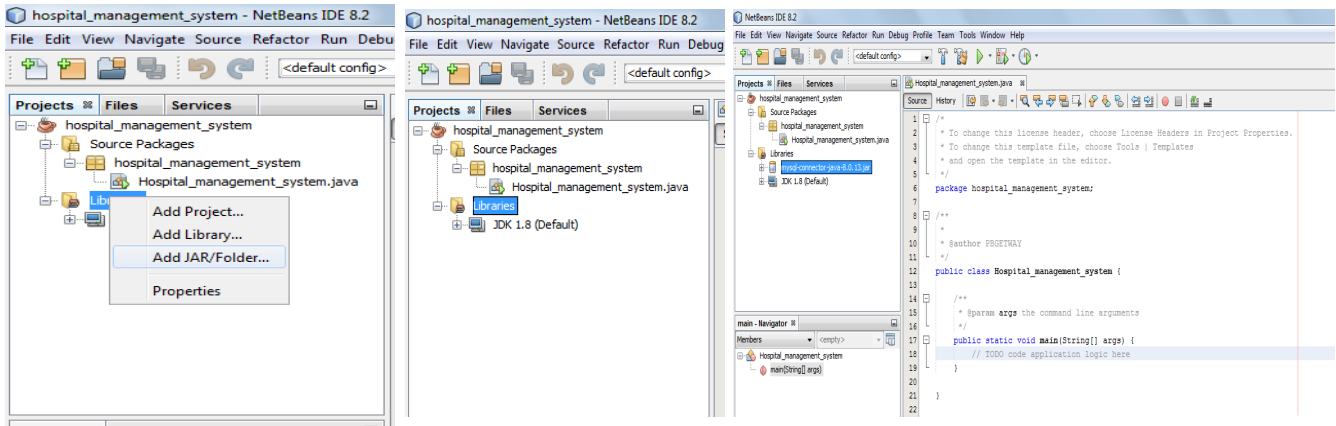 hospital_management_system - NetBeans IDE 8.2
File Edit View Navigate Source Refactor Run Debu
<default config>
Projects Files Services
hospital_management_system
Source Packages
hospital_management_system
Hospital_management_system.java
Add Project...
Add Library...
Add JAR/Folder...
Properties
hospital_management_system - NetBeans IDE 8.2
File Edit View Navigate Source Refactor Run Debug
<default config>
Projects Files Services
hospital_management_system
Source Packages
hospital_management_system
Hospital_management_system.java
Libraries
JDK 1.8 (Default)
NetBeans IDE 8.2
File Edit View Navigate Source Refactor Run Debug Profile Team Tools Window Help
<default config>
Projects Files Services
hospital_management_system
Source Packages
hospital_management_system
Hospital_management_system.java
Libraries
mysql-connector-java-8.0.13.jar
JDK 1.8 (Default)
main - Navigator
Members <empty>
Hospital_management_system
main(String[] args)
Hospital_management_system.java
Source History
1 /*
2 * To change this license header, choose License Headers in Project Properties.
3 * To change this template file, choose Tools | Templates
4 * and open the template in the editor.
5 */
6 package hospital_management_system;
7
8 /**
9 *
10 * @author PBGETWAY
11 */
12 public class Hospital_management_system {
13
14 /**
15 * @param args the command line arguments
16 */
17 public static void main(String[] args) {
18 // TODO code application logic here
19 }
20
21 }
22